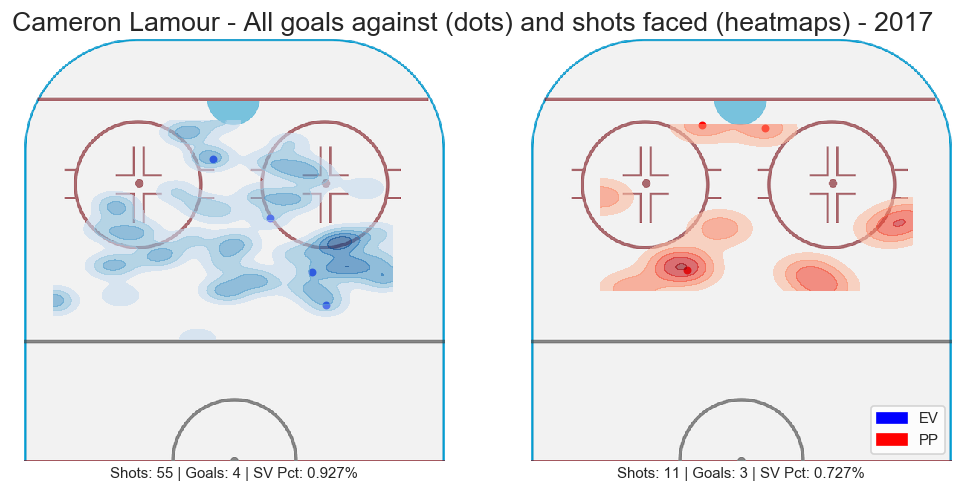 Cameron Lamour - All goals against (dots) and shots faced (heatmaps) - 2017
EV
PP
Shots: 55 | Goals: 4 | SV Pct: 0.927%
Shots: 11 | Goals: 3 | SV Pct: 0.727%